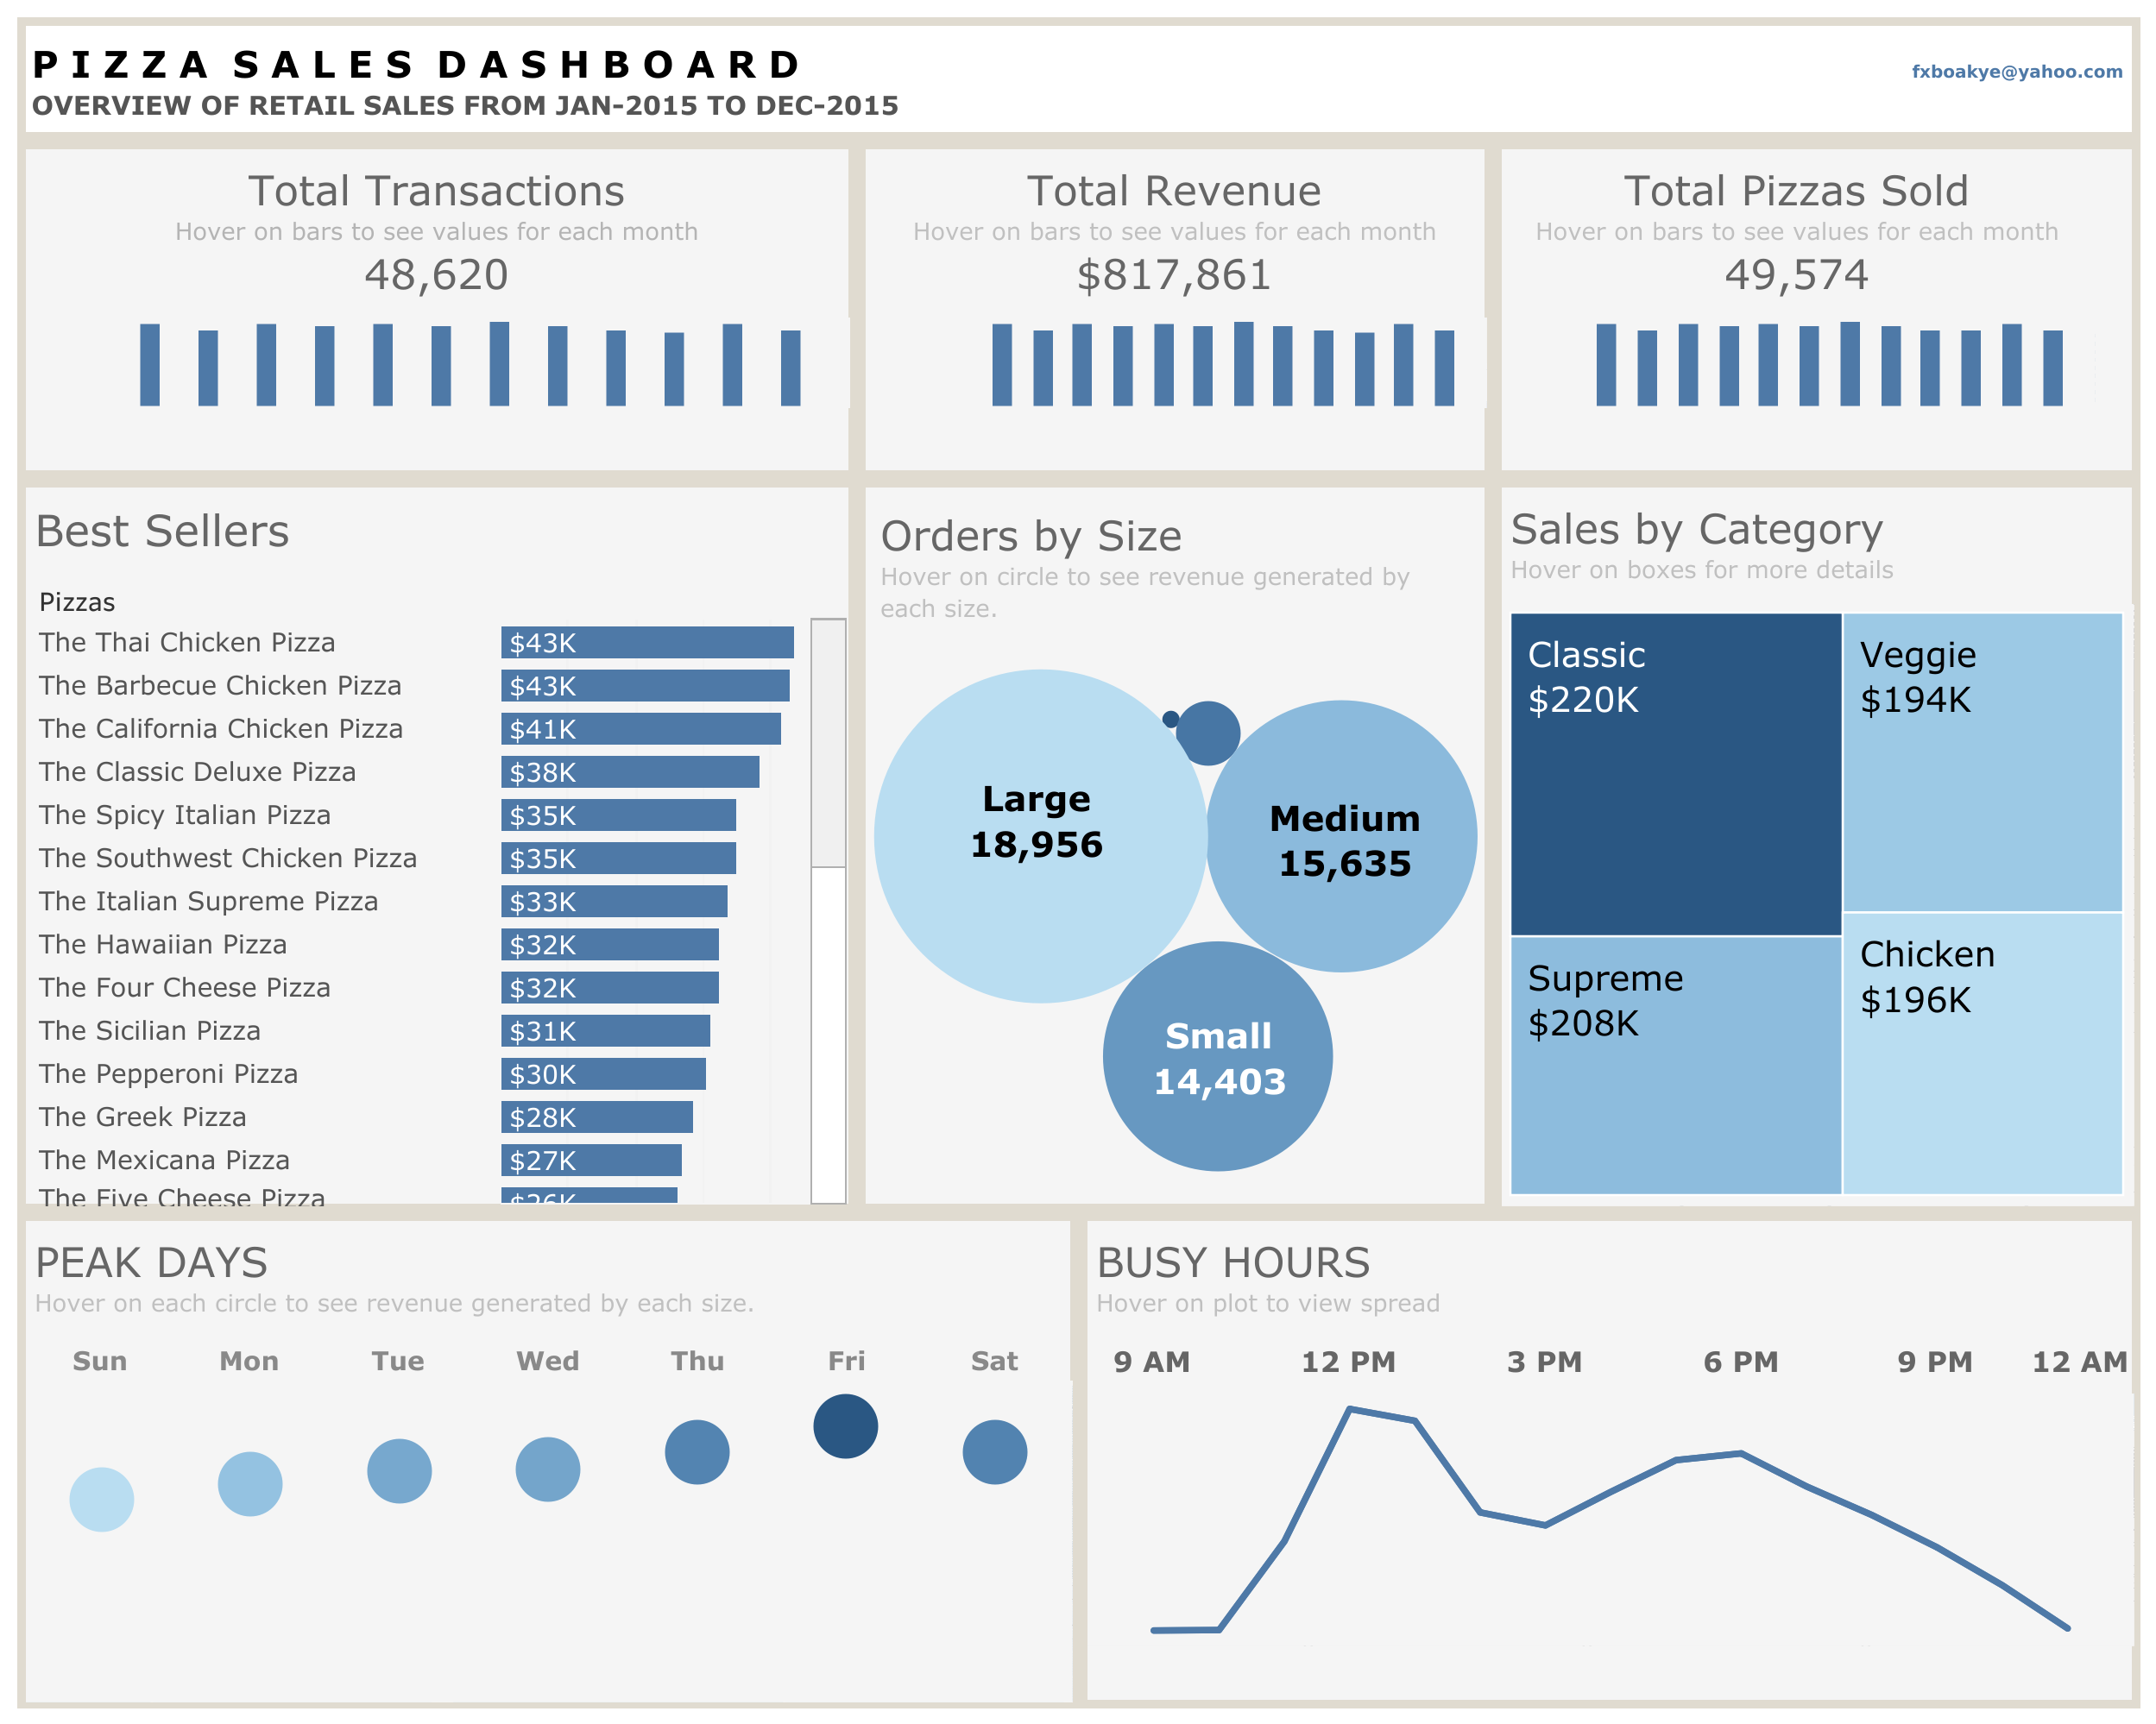 PIZZA SALES DASHBOARD
fxboakye@yahoo.com
OVERVIEW OF RETAIL SALES FROM JAN-2015 TO DEC-2015
Total Transactions
Hover on bars to see values for each month
48,620
Total Revenue
Hover on bars to see values for each month
$817,861
Total Pizzas Sold
Hover on bars to see values for each month
49,574
Best Sellers
Pizzas
The Thai Chicken Pizza $43K
The Barbecue Chicken Pizza $43K
The California Chicken Pizza $41K
The Classic Deluxe Pizza $38K
The Spicy Italian Pizza $35K
The Southwest Chicken Pizza $35K
The Italian Supreme Pizza $33K
The Hawaiian Pizza $32K
The Four Cheese Pizza $32K
The Sicilian Pizza $31K
The Pepperoni Pizza $30K
The Greek Pizza $28K
The Mexicana Pizza $27K
The Five Cheese Pizza $26K
Orders by Size
Hover on circle to see revenue generated by
each size.
Large
18,956
Medium
15,635
Small
14,403
Sales by Category
Hover on boxes for more details
Classic
$220K
Veggie
$194K
Supreme
$208K
Chicken
$196K
PEAK DAYS
Hover on each circle to see revenue generated by each size.
Sun Mon Tue Wed Thu Fri Sat
BUSY HOURS
Hover on plot to view spread
9 AM 12 PM 3 PM 6 PM 9 PM 12 AM